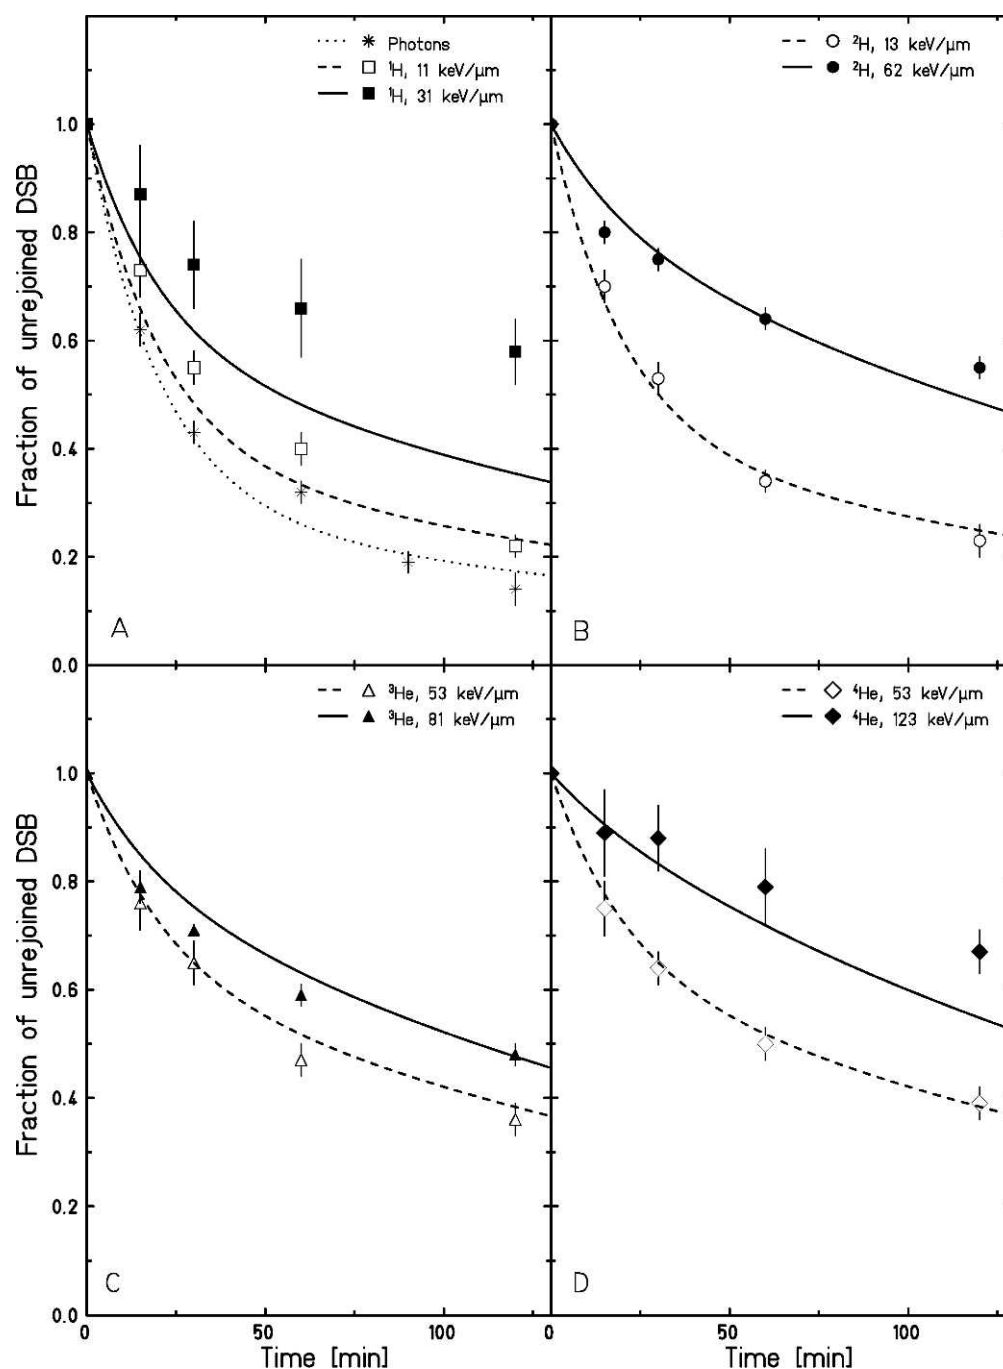 Photons
¹H, 11 keV/μm
¹H, 31 keV/μm
²H, 13 keV/μm
²H, 62 keV/μm
Fraction of unrejoined DSB
1.0
0.8
0.6
0.4
0.2
0.0
A
B
³He, 53 keV/μm
³He, 81 keV/μm
⁴He, 53 keV/μm
⁴He, 123 keV/μm
Fraction of unrejoined DSB
1.0
0.8
0.6
0.4
0.2
0.0
C
D
0 50 100 0 50 100
Time [min] Time [min]